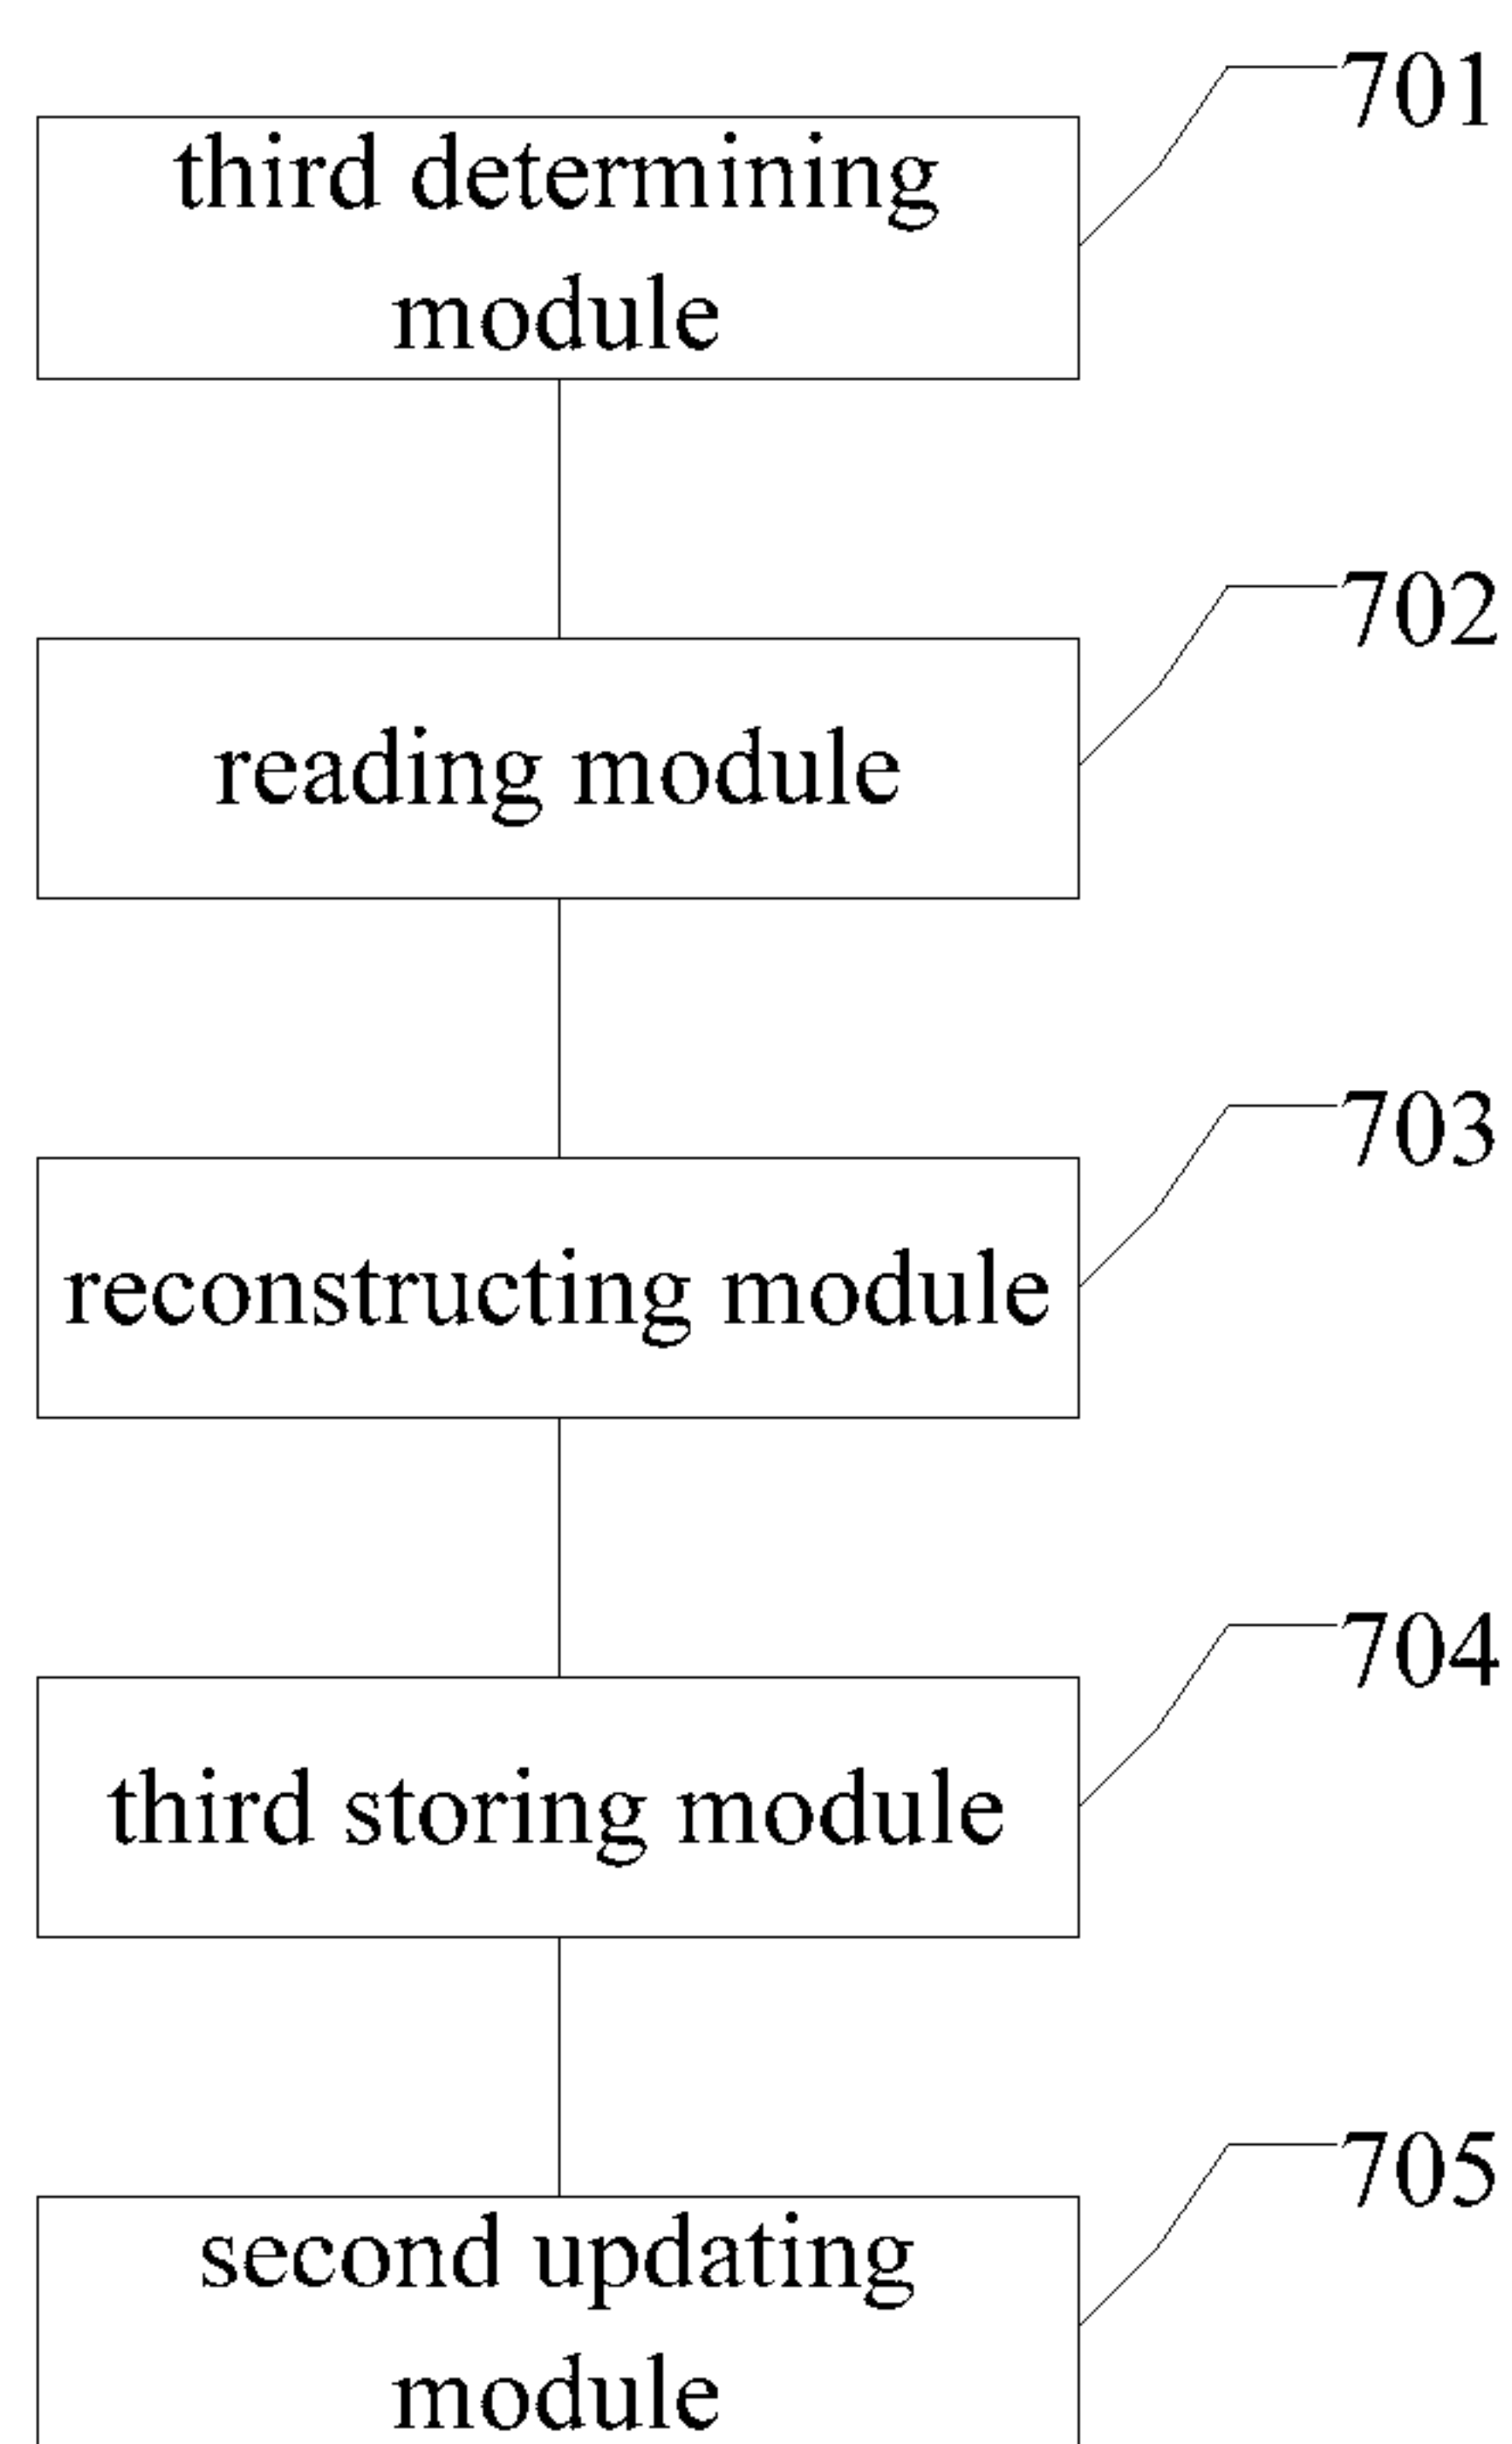 701
third determining
module
702
reading module
703
reconstructing module
704
third storing module
705
second updating
module